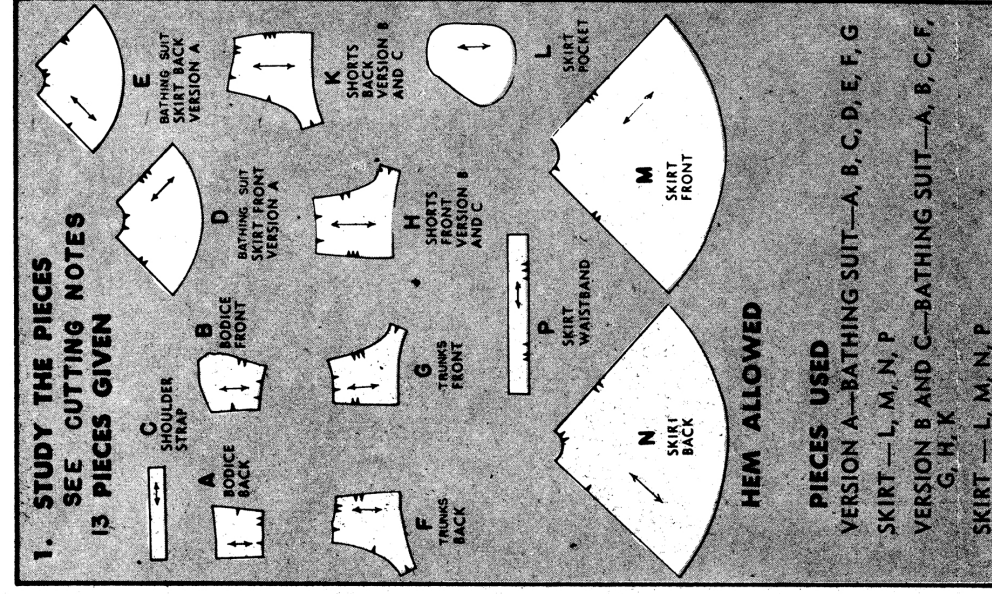 1. STUDY THE PIECES
SEE CUTTING NOTES
13 PIECES GIVEN
C
SHOULDER
STRAP
A
BODICE
BACK
B
BODICE
FRONT
D
BATHING SUIT
SKIRT FRONT
VERSION A
E
BATHING SUIT
SKIRT BACK
VERSION A
F
TRUNKS
BACK
G
TRUNKS
FRONT
H
SHORTS
FRONT
VERSION B
AND C
K
SHORTS
BACK
VERSION B
AND C
P
SKIRT
WAISTBAND
L
SKIRT
POCKET
N
SKIRT
BACK
M
SKIRT
FRONT
HEM ALLOWED
PIECES USED
VERSION A—BATHING SUIT—A, B, C, D, E, F, G
SKIRT — L, M, N, P
VERSION B AND C—BATHING SUIT—A, B, C, F,
G, H, K
SKIRT — L, M, N, P